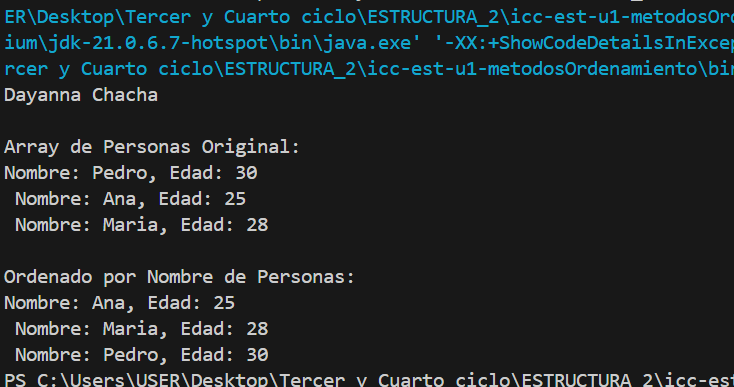 ER\Desktop\Tercer y Cuarto ciclo\ESTRUCTURA_2\icc-est-u1-metodosOrd
ium\jdk-21.0.6.7-hotspot\bin\java.exe' '-XX:+ShowCodeDetailsInExcep
rcer y Cuarto ciclo\ESTRUCTURA_2\icc-est-u1-metodosOrdenamiento\bin
Dayanna Chacha
Array de Personas Original:
Nombre: Pedro, Edad: 30
Nombre: Ana, Edad: 25
Nombre: Maria, Edad: 28
Ordenado por Nombre de Personas:
Nombre: Ana, Edad: 25
Nombre: Maria, Edad: 28
Nombre: Pedro, Edad: 30
PS C:\Users\USER\Desktop\Tercer y Cuarto ciclo\ESTRUCTURA_2\icc-est